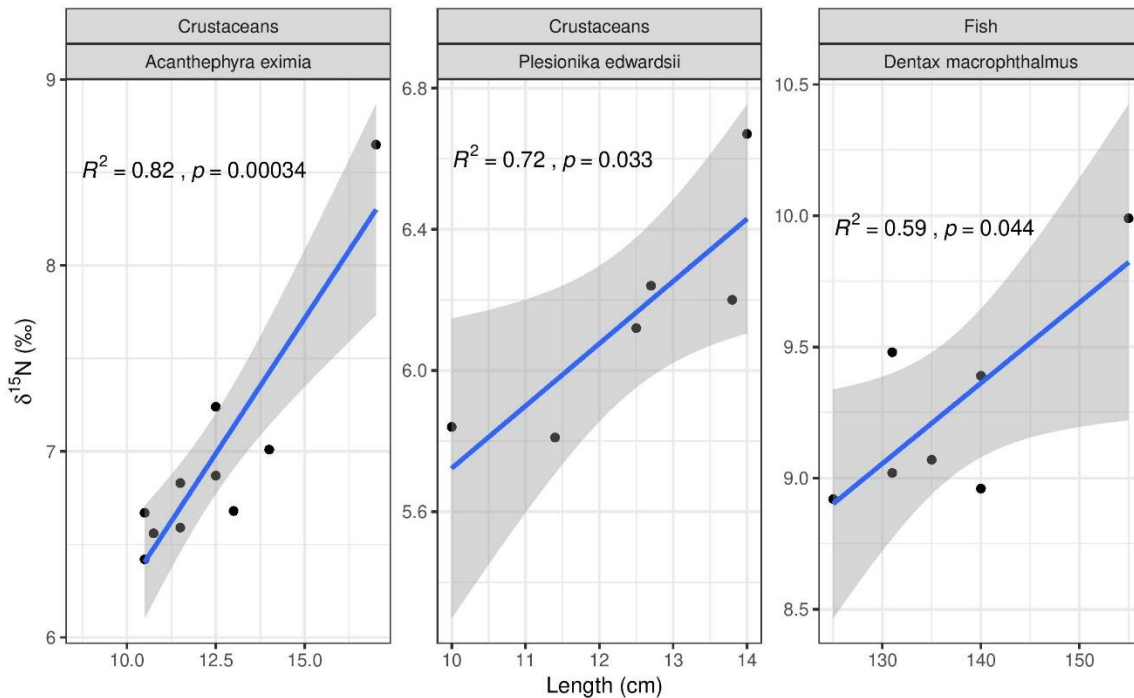 Crustaceans
Acanthephyra eximia
Crustaceans
Plesionika edwardsii
Fish
Dentax macrophthalmus
R² = 0.82 , p = 0.00034
R² = 0.72 , p = 0.033
R² = 0.59 , p = 0.044
δ¹⁵N (‰)
9
8
7
6
10.0 12.5 15.0
6.8
6.4
6.0
5.6
10 11 12 13 14
10.5
10.0
9.5
9.0
8.5
130 140 150
Length (cm)